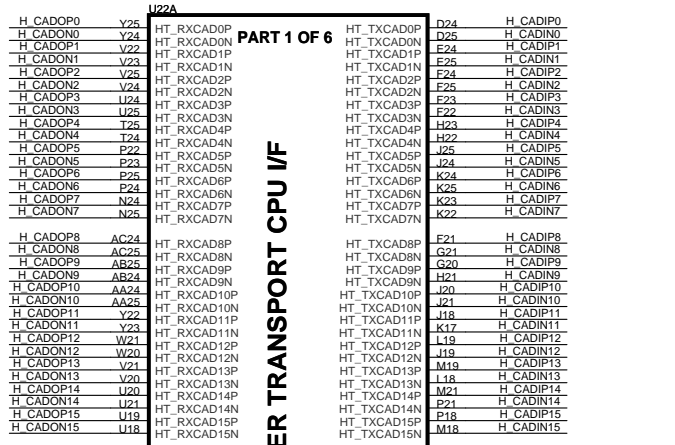 U22A
PART 1 OF 6
H_CADOP0 Y25 HT_RXCAD0P HT_TXCAD0P D24 H_CADIP0
H_CADON0 Y24 HT_RXCAD0N HT_TXCAD0N D25 H_CADIN0
H_CADOP1 V22 HT_RXCAD1P HT_TXCAD1P E24 H_CADIP1
H_CADON1 V23 HT_RXCAD1N HT_TXCAD1N E25 H_CADIN1
H_CADOP2 V25 HT_RXCAD2P HT_TXCAD2P F24 H_CADIP2
H_CADON2 V24 HT_RXCAD2N HT_TXCAD2N F25 H_CADIN2
H_CADOP3 U24 HT_RXCAD3P HT_TXCAD3P F23 H_CADIP3
H_CADON3 U25 HT_RXCAD3N HT_TXCAD3N F22 H_CADIN3
H_CADOP4 T25 HT_RXCAD4P HT_TXCAD4P H23 H_CADIP4
H_CADON4 T24 HT_RXCAD4N HT_TXCAD4N H22 H_CADIN4
H_CADOP5 P22 HT_RXCAD5P HT_TXCAD5P J25 H_CADIP5
H_CADON5 P23 HT_RXCAD5N HT_TXCAD5N J24 H_CADIN5
H_CADOP6 P25 HT_RXCAD6P HT_TXCAD6P K24 H_CADIP6
H_CADON6 P24 HT_RXCAD6N HT_TXCAD6N K25 H_CADIN6
H_CADOP7 N24 HT_RXCAD7P HT_TXCAD7P K23 H_CADIP7
H_CADON7 N25 HT_RXCAD7N HT_TXCAD7N K22 H_CADIN7
H_CADOP8 AC24 HT_RXCAD8P HT_TXCAD8P F21 H_CADIP8
H_CADON8 AC25 HT_RXCAD8N HT_TXCAD8N G21 H_CADIN8
H_CADOP9 AB25 HT_RXCAD9P HT_TXCAD9P G20 H_CADIP9
H_CADON9 AB24 HT_RXCAD9N HT_TXCAD9N H21 H_CADIN9
H_CADOP10 AA24 HT_RXCAD10P HT_TXCAD10P J20 H_CADIP10
H_CADON10 AA25 HT_RXCAD10N HT_TXCAD10N J21 H_CADIN10
H_CADOP11 Y22 HT_RXCAD11P HT_TXCAD11P J18 H_CADIP11
H_CADON11 Y23 HT_RXCAD11N HT_TXCAD11N K17 H_CADIN11
H_CADOP12 W21 HT_RXCAD12P HT_TXCAD12P L19 H_CADIP12
H_CADON12 W20 HT_RXCAD12N HT_TXCAD12N J19 H_CADIN12
H_CADOP13 V21 HT_RXCAD13P HT_TXCAD13P M19 H_CADIP13
H_CADON13 V20 HT_RXCAD13N HT_TXCAD13N L18 H_CADIN13
H_CADOP14 U20 HT_RXCAD14P HT_TXCAD14P M21 H_CADIP14
H_CADON14 U21 HT_RXCAD14N HT_TXCAD14N P21 H_CADIN14
H_CADOP15 U19 HT_RXCAD15P HT_TXCAD15P P18 H_CADIP15
H_CADON15 U18 HT_RXCAD15N HT_TXCAD15N M18 H_CADIN15
ER TRANSPORT CPU I/F